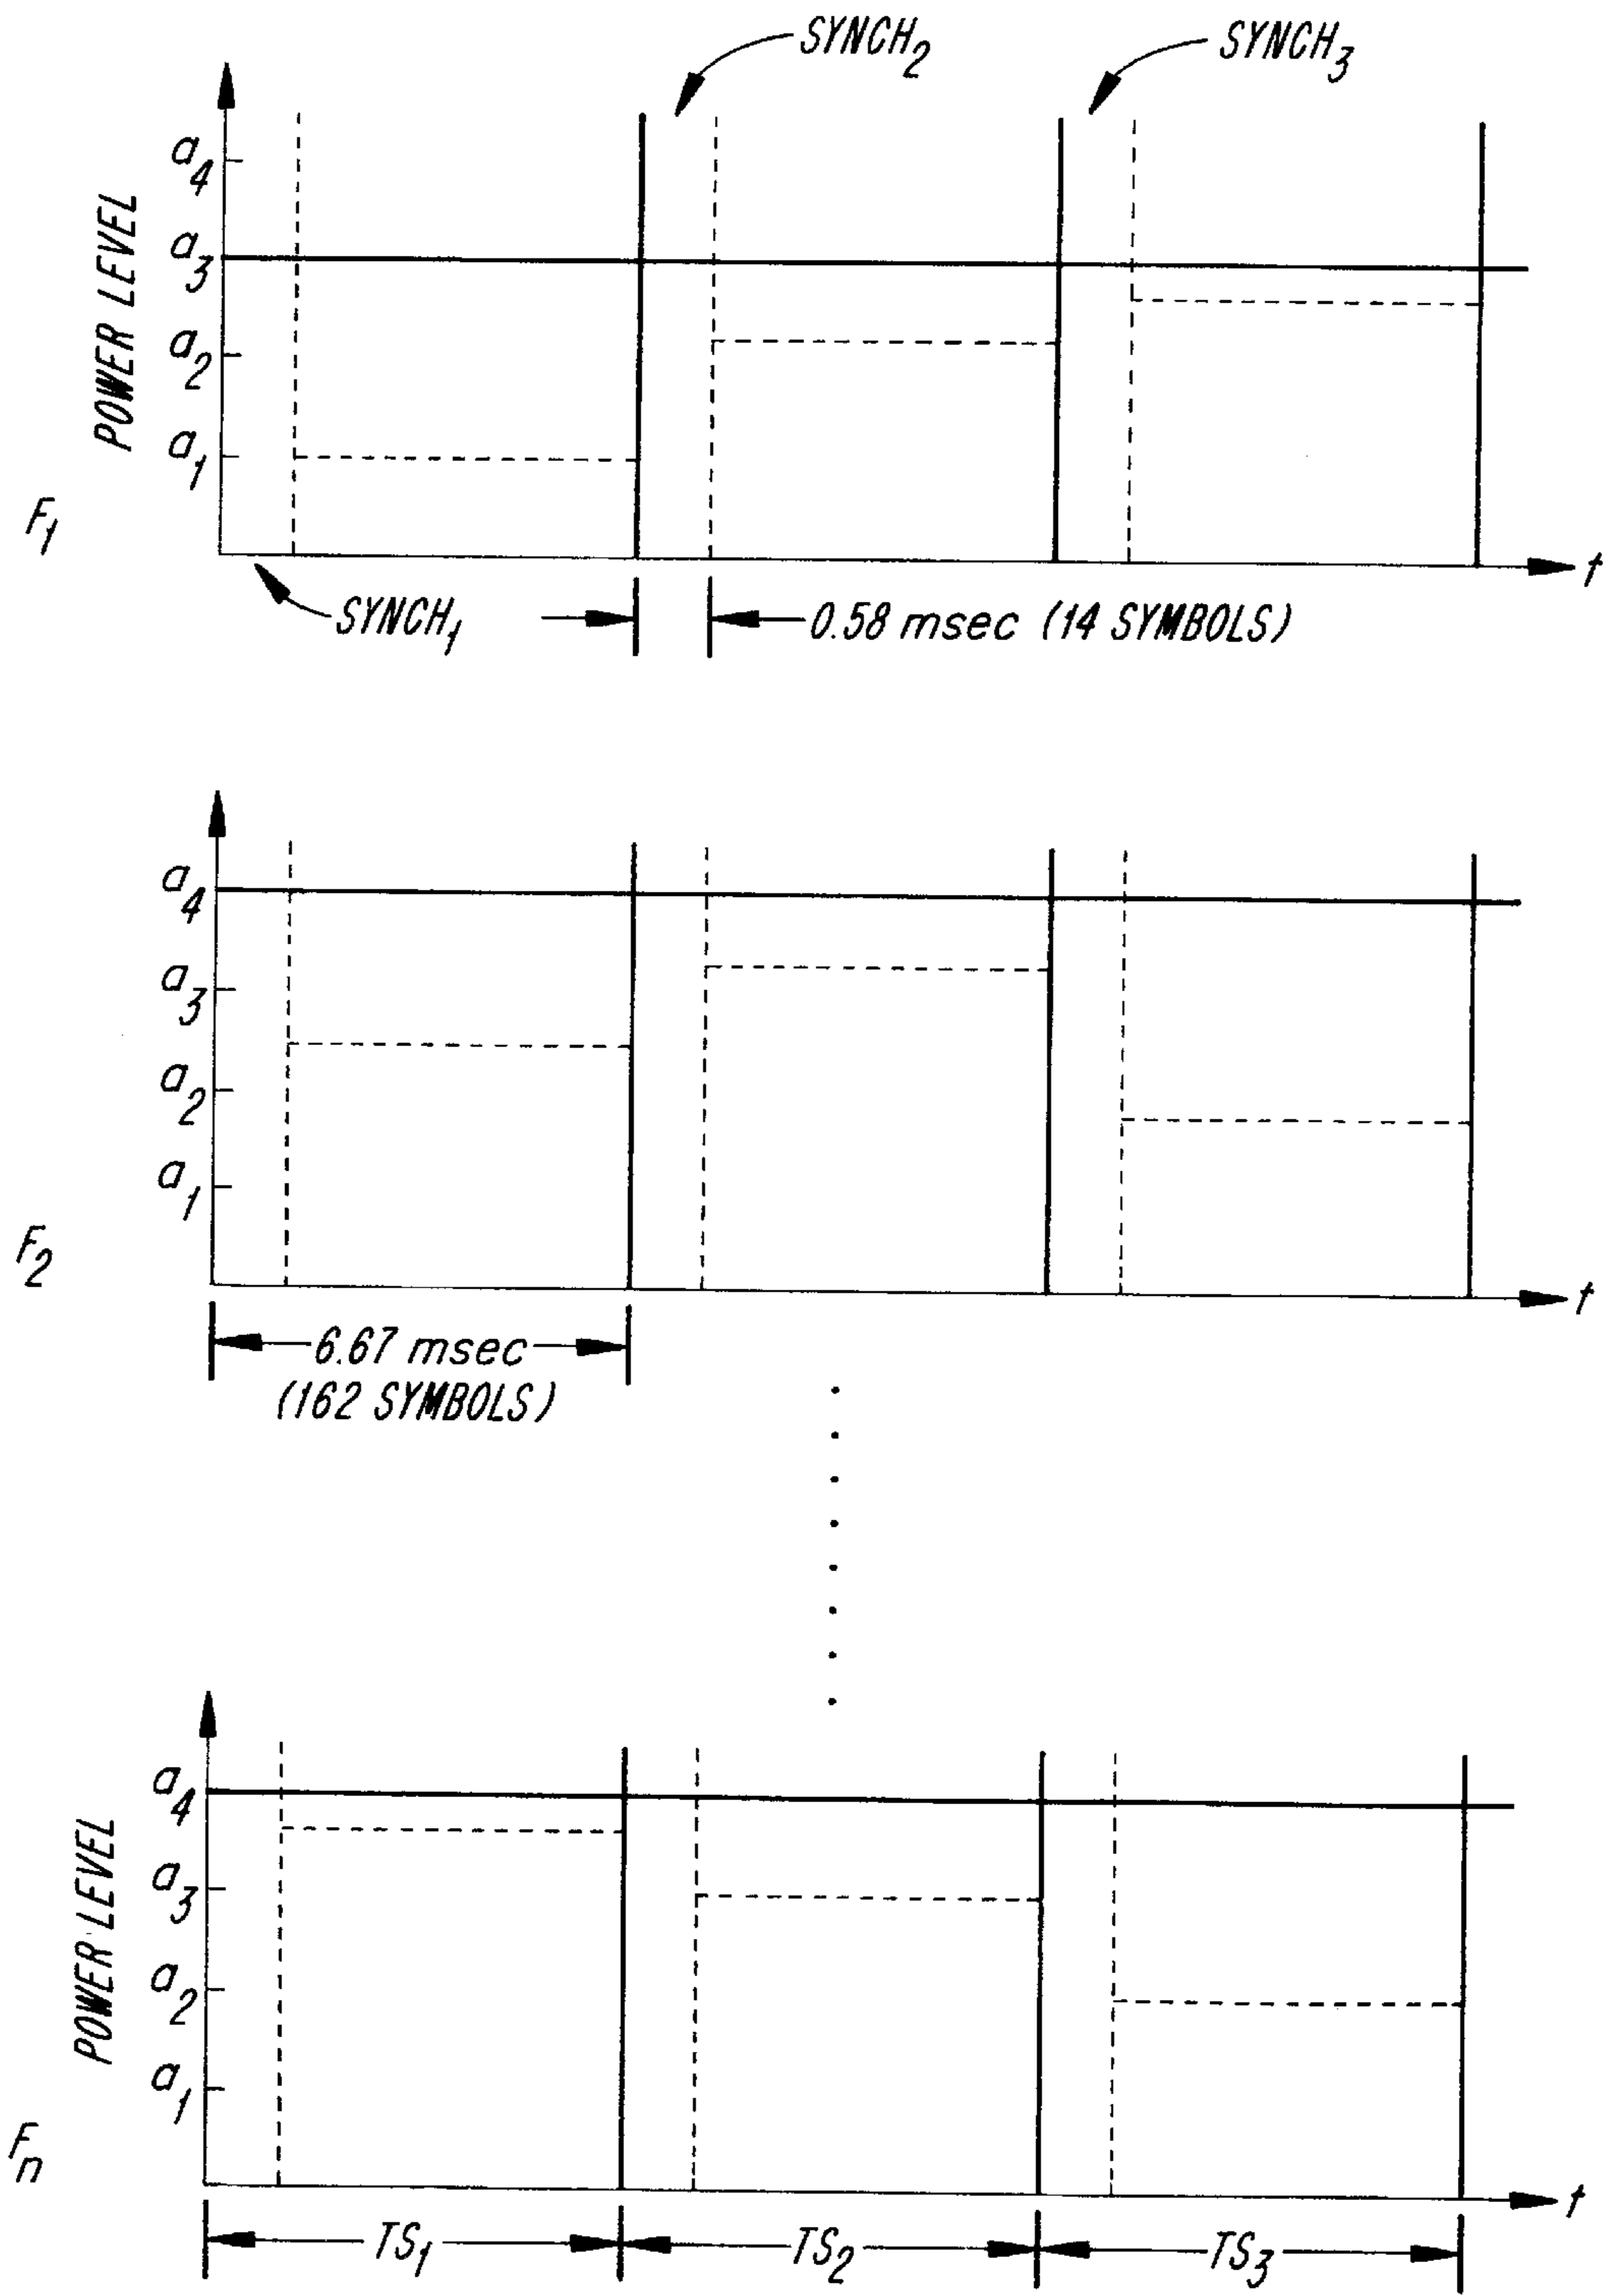 SYNCH2
SYNCH3
a4
a3
a2
a1
POWER LEVEL
F1
t
SYNCH1
0.58 msec (14 SYMBOLS)
a4
a3
a2
a1
F2
t
6.67 msec
(162 SYMBOLS)
a4
a3
a2
a1
POWER LEVEL
Fn
t
TS1
TS2
TS3